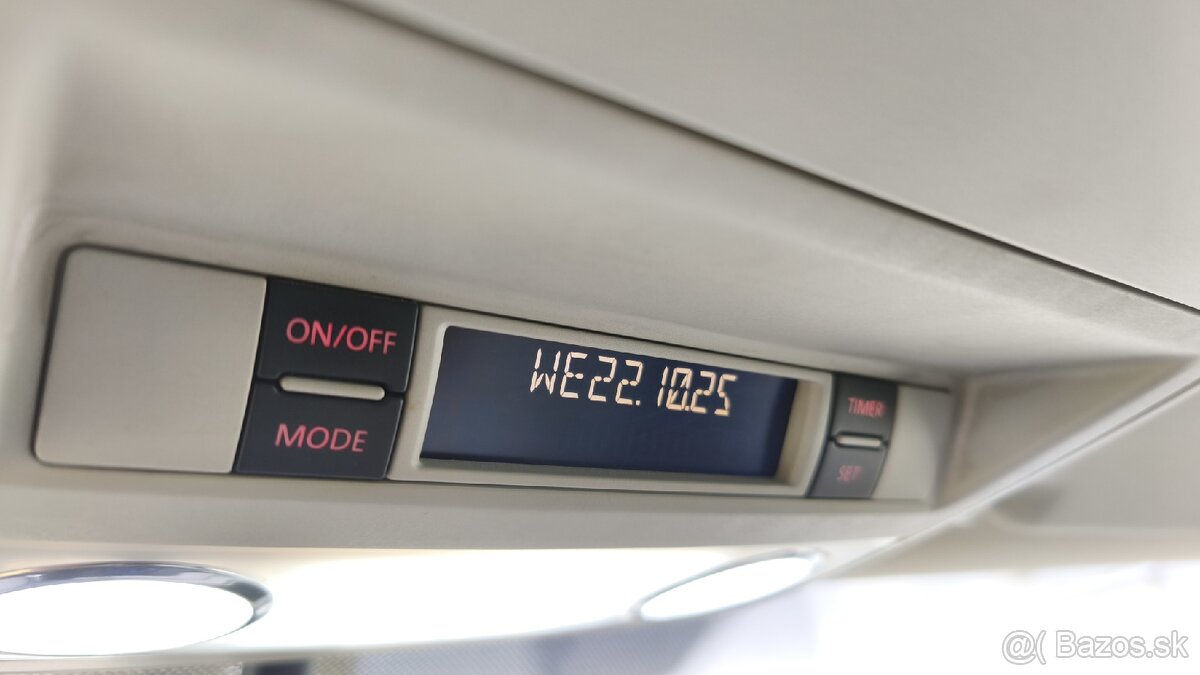 ON/OFF
MODE
WE22.10.25
TIMER
SET
@( Bazos.sk